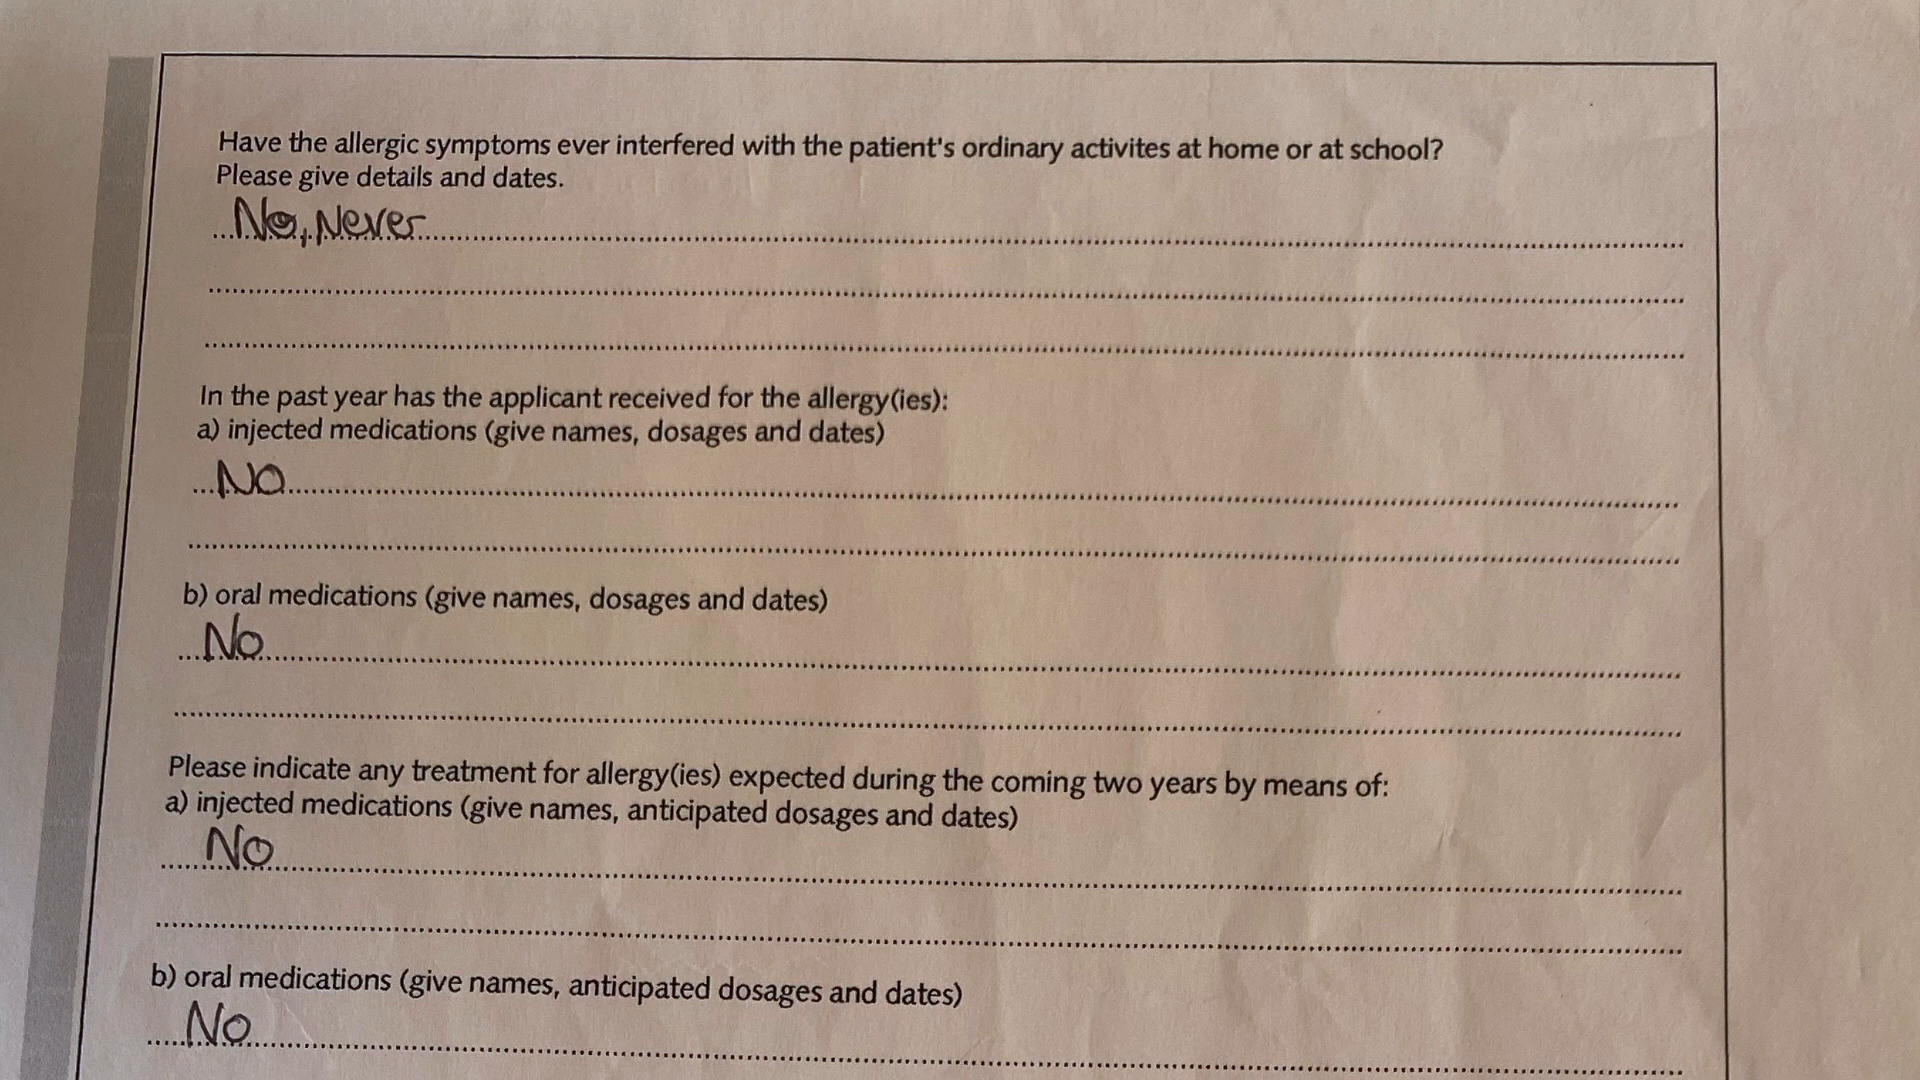 Have the allergic symptoms ever interfered with the patient's ordinary activites at home or at school?
Please give details and dates.
No, Never
In the past year has the applicant received for the allergy(ies):
a) injected medications (give names, dosages and dates)
NO
b) oral medications (give names, dosages and dates)
No
Please indicate any treatment for allergy(ies) expected during the coming two years by means of:
a) injected medications (give names, anticipated dosages and dates)
No
b) oral medications (give names, anticipated dosages and dates)
No